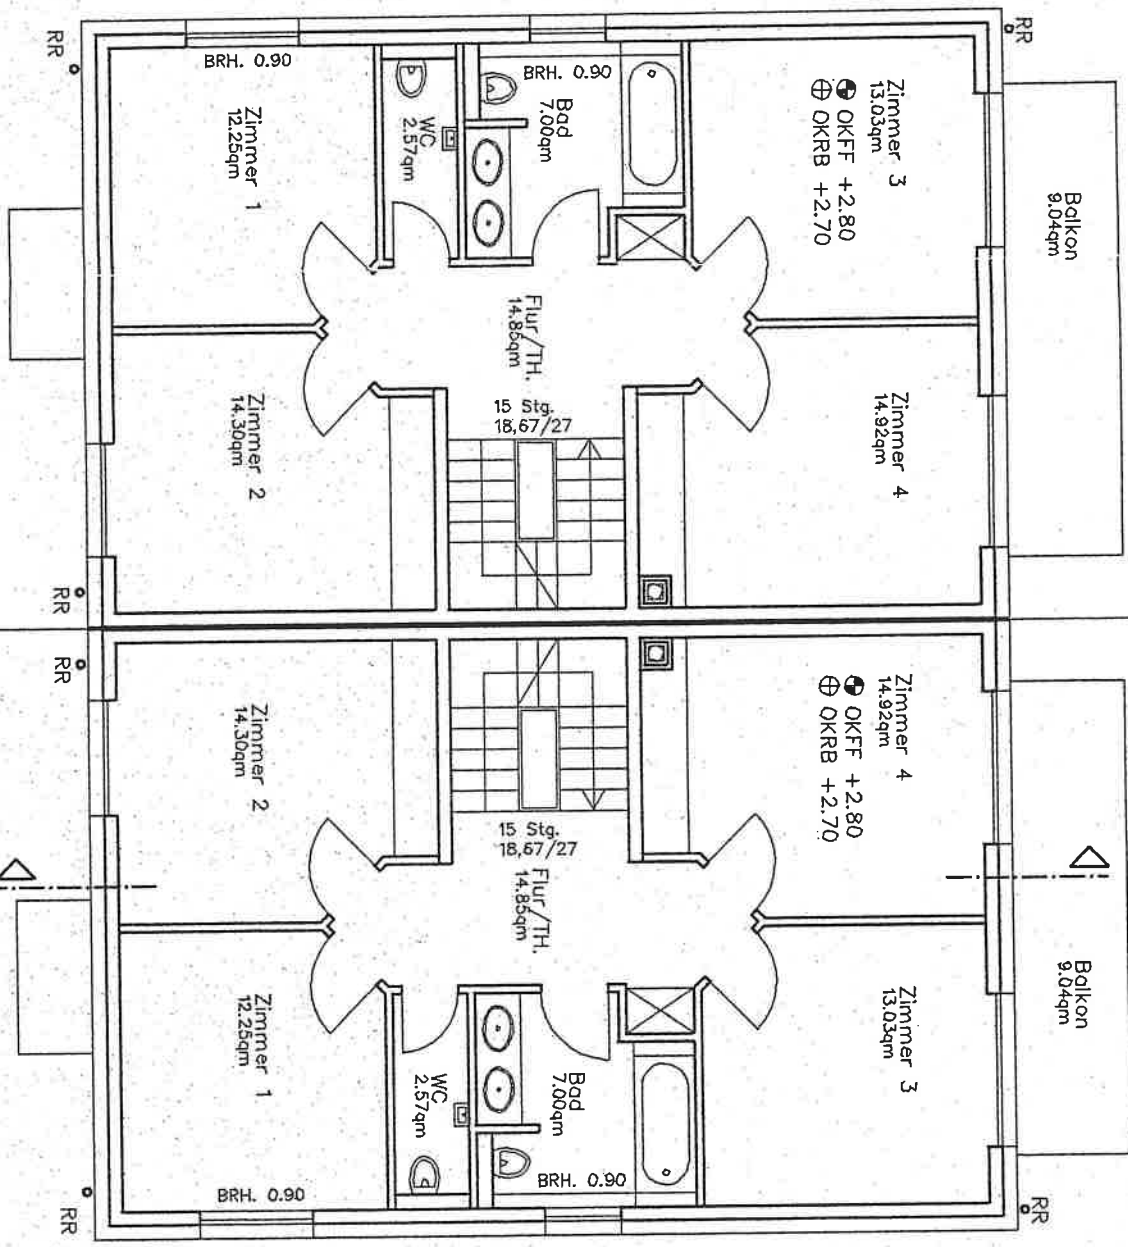 RR
BRH. 0.90
BRH. 0.90
RR
Zimmer 1
12.25qm
WC
2.57qm
Bad
7.00qm
Zimmer 3
13.03qm
OKFF +2.80
OKRB +2.70
Balkon
9.04qm
Flur/TH.
14.85qm
15 Stg.
18,67/27
Zimmer 2
14.30qm
Zimmer 4
14.92qm
RR
RR
Zimmer 2
14.30qm
Zimmer 4
14.92qm
OKFF +2.80
OKRB +2.70
15 Stg.
18,67/27
Flur/TH.
14.85qm
Zimmer 1
12.25qm
WC
2.57qm
Bad
7.00qm
Zimmer 3
13.03qm
Balkon
9.04qm
BRH. 0.90
BRH. 0.90
RR
RR